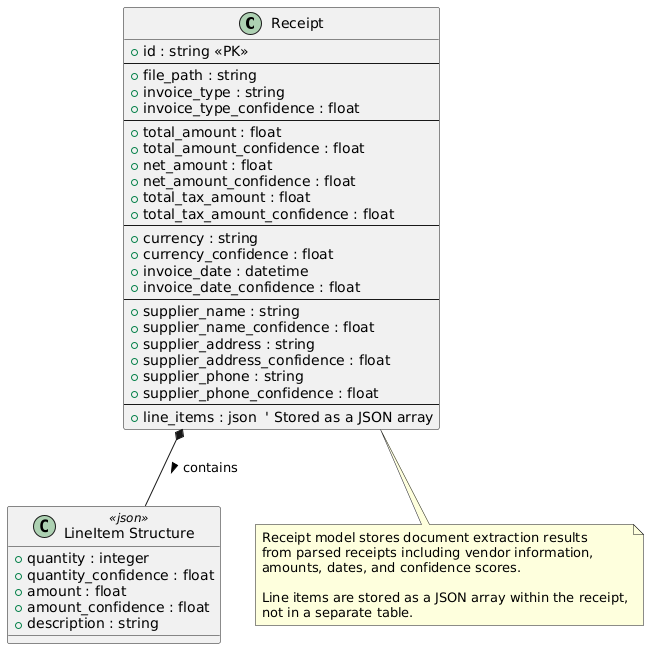 C Receipt
id : string «PK»
file_path : string
invoice_type : string
invoice_type_confidence : float
total_amount : float
total_amount_confidence : float
net_amount : float
net_amount_confidence : float
total_tax_amount : float
total_tax_amount_confidence : float
currency : string
currency_confidence : float
invoice_date : datetime
invoice_date_confidence : float
supplier_name : string
supplier_name_confidence : float
supplier_address : string
supplier_address_confidence : float
supplier_phone : string
supplier_phone_confidence : float
line_items : json ' Stored as a JSON array
contains
«json»
C LineItem Structure
quantity : integer
quantity_confidence : float
amount : float
amount_confidence : float
description : string
Receipt model stores document extraction results
from parsed receipts including vendor information,
amounts, dates, and confidence scores.
Line items are stored as a JSON array within the receipt,
not in a separate table.